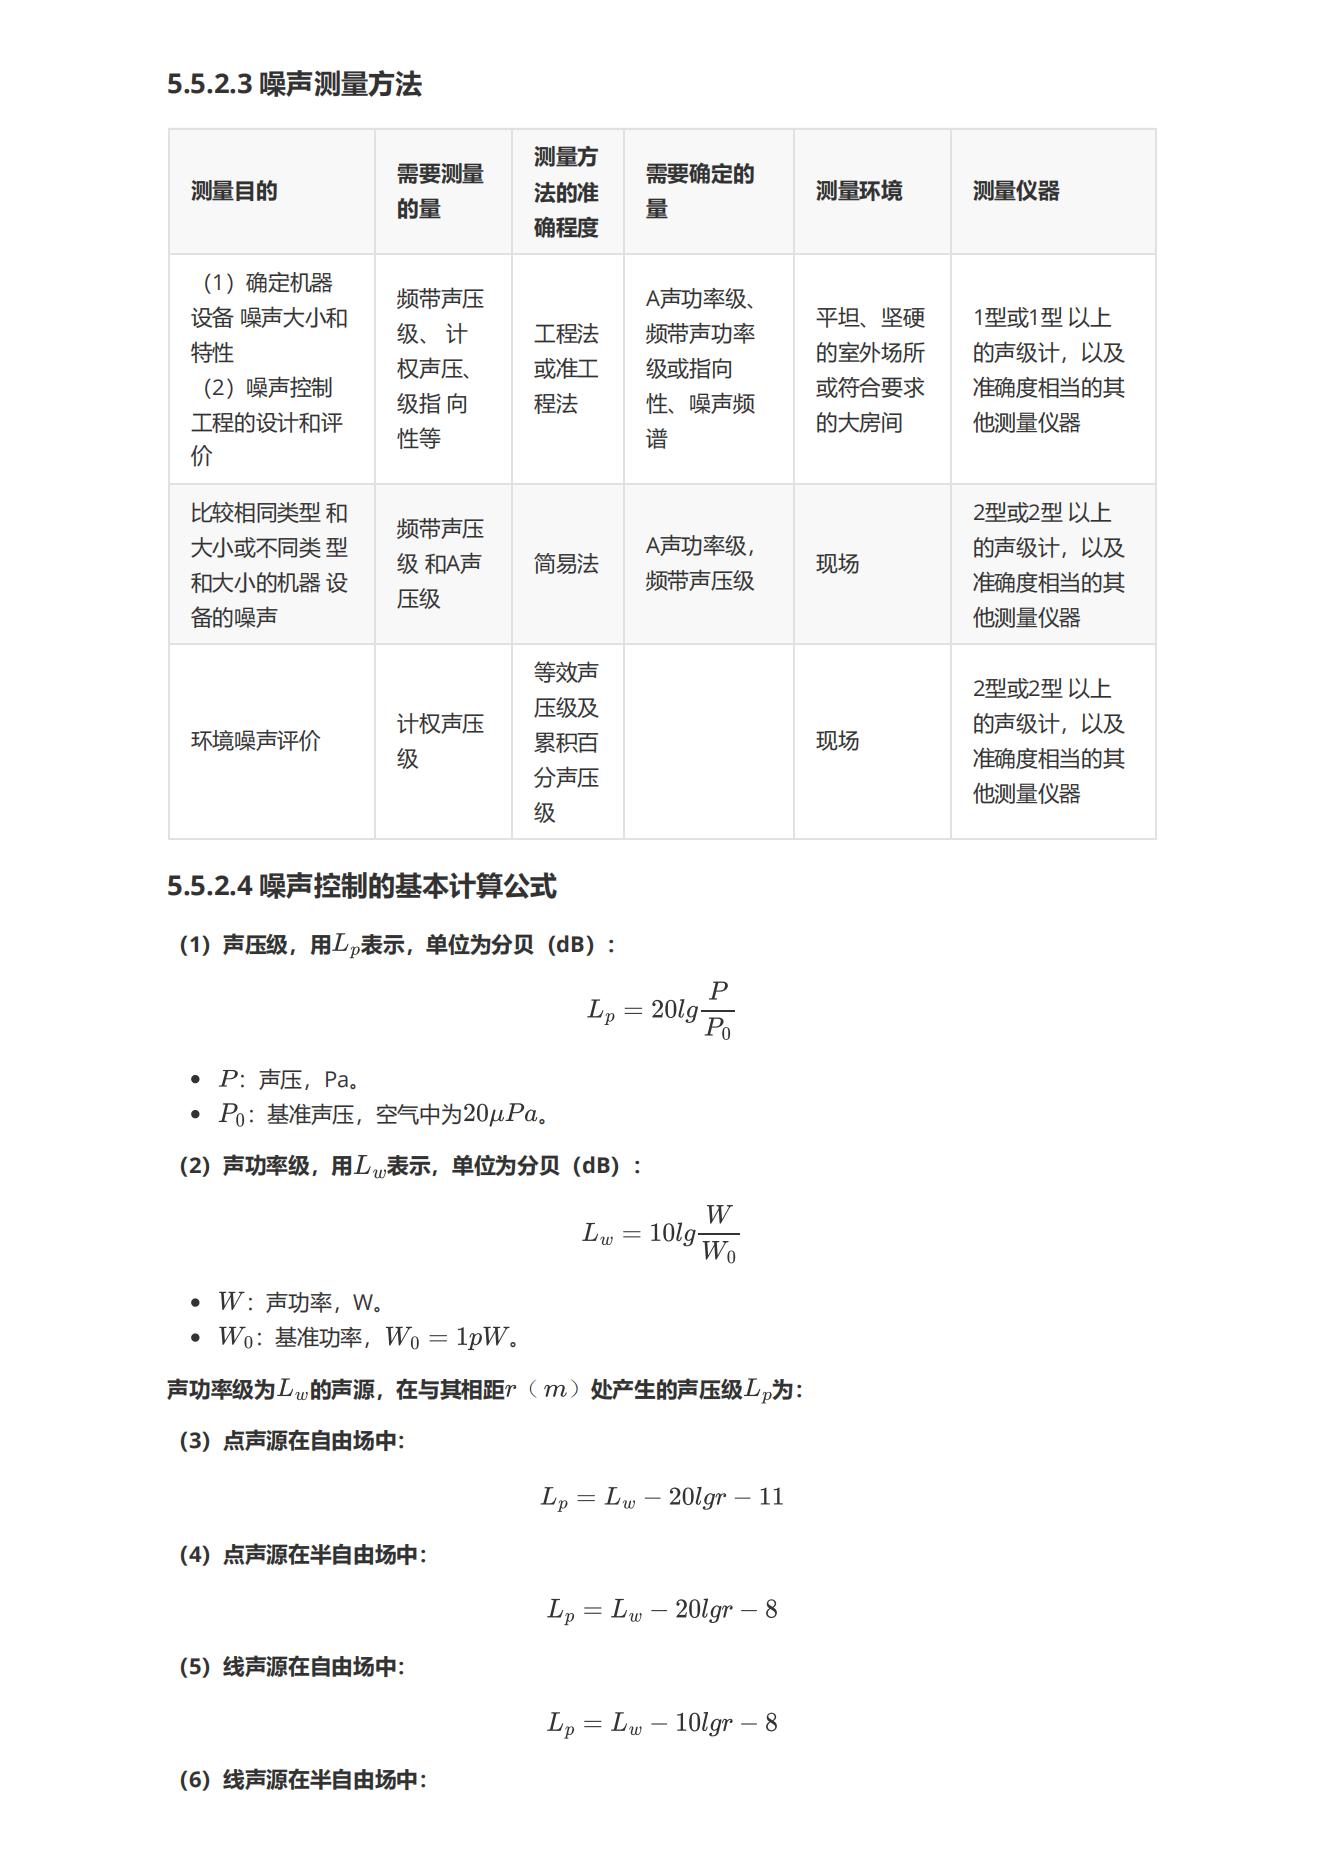 5.5.2.3 噪声测量方法
测量目的
需要测量
的量
测量方
法的准
确程度
需要确定的
量
测量环境
测量仪器
（1）确定机器
设备 噪声大小和
特性
（2）噪声控制
工程的设计和评
价
频带声压
级、 计
权声压、
级指 向
性等
工程法
或准工
程法
A声功率级、
频带声功率
级或指向
性、噪声频
谱
平坦、坚硬
的室外场所
或符合要求
的大房间
1型或1型 以上
的声级计，以及
准确度相当的其
他测量仪器
比较相同类型 和
大小或不同类 型
和大小的机器 设
备的噪声
频带声压
级 和A声
压级
简易法
A声功率级，
频带声压级
现场
2型或2型 以上
的声级计，以及
准确度相当的其
他测量仪器
环境噪声评价
计权声压
级
等效声
压级及
累积百
分声压
级
现场
2型或2型 以上
的声级计，以及
准确度相当的其
他测量仪器
5.5.2.4 噪声控制的基本计算公式
（1）声压级，用$L_p$表示，单位为分贝（dB）：
$L_p = 20lg\frac{P}{P_0}$
• $P$：声压，Pa。
• $P_0$：基准声压，空气中为$20\mu Pa$。
（2）声功率级，用$L_w$表示，单位为分贝（dB）：
$L_w = 10lg\frac{W}{W_0}$
• $W$：声功率，W。
• $W_0$：基准功率，$W_0 = 1pW$。
声功率级为$L_w$的声源，在与其相距$r（m）$处产生的声压级$L_p$为：
（3）点声源在自由场中：
$L_p = L_w - 20lgr - 11$
（4）点声源在半自由场中：
$L_p = L_w - 20lgr - 8$
（5）线声源在自由场中：
$L_p = L_w - 10lgr - 8$
（6）线声源在半自由场中：